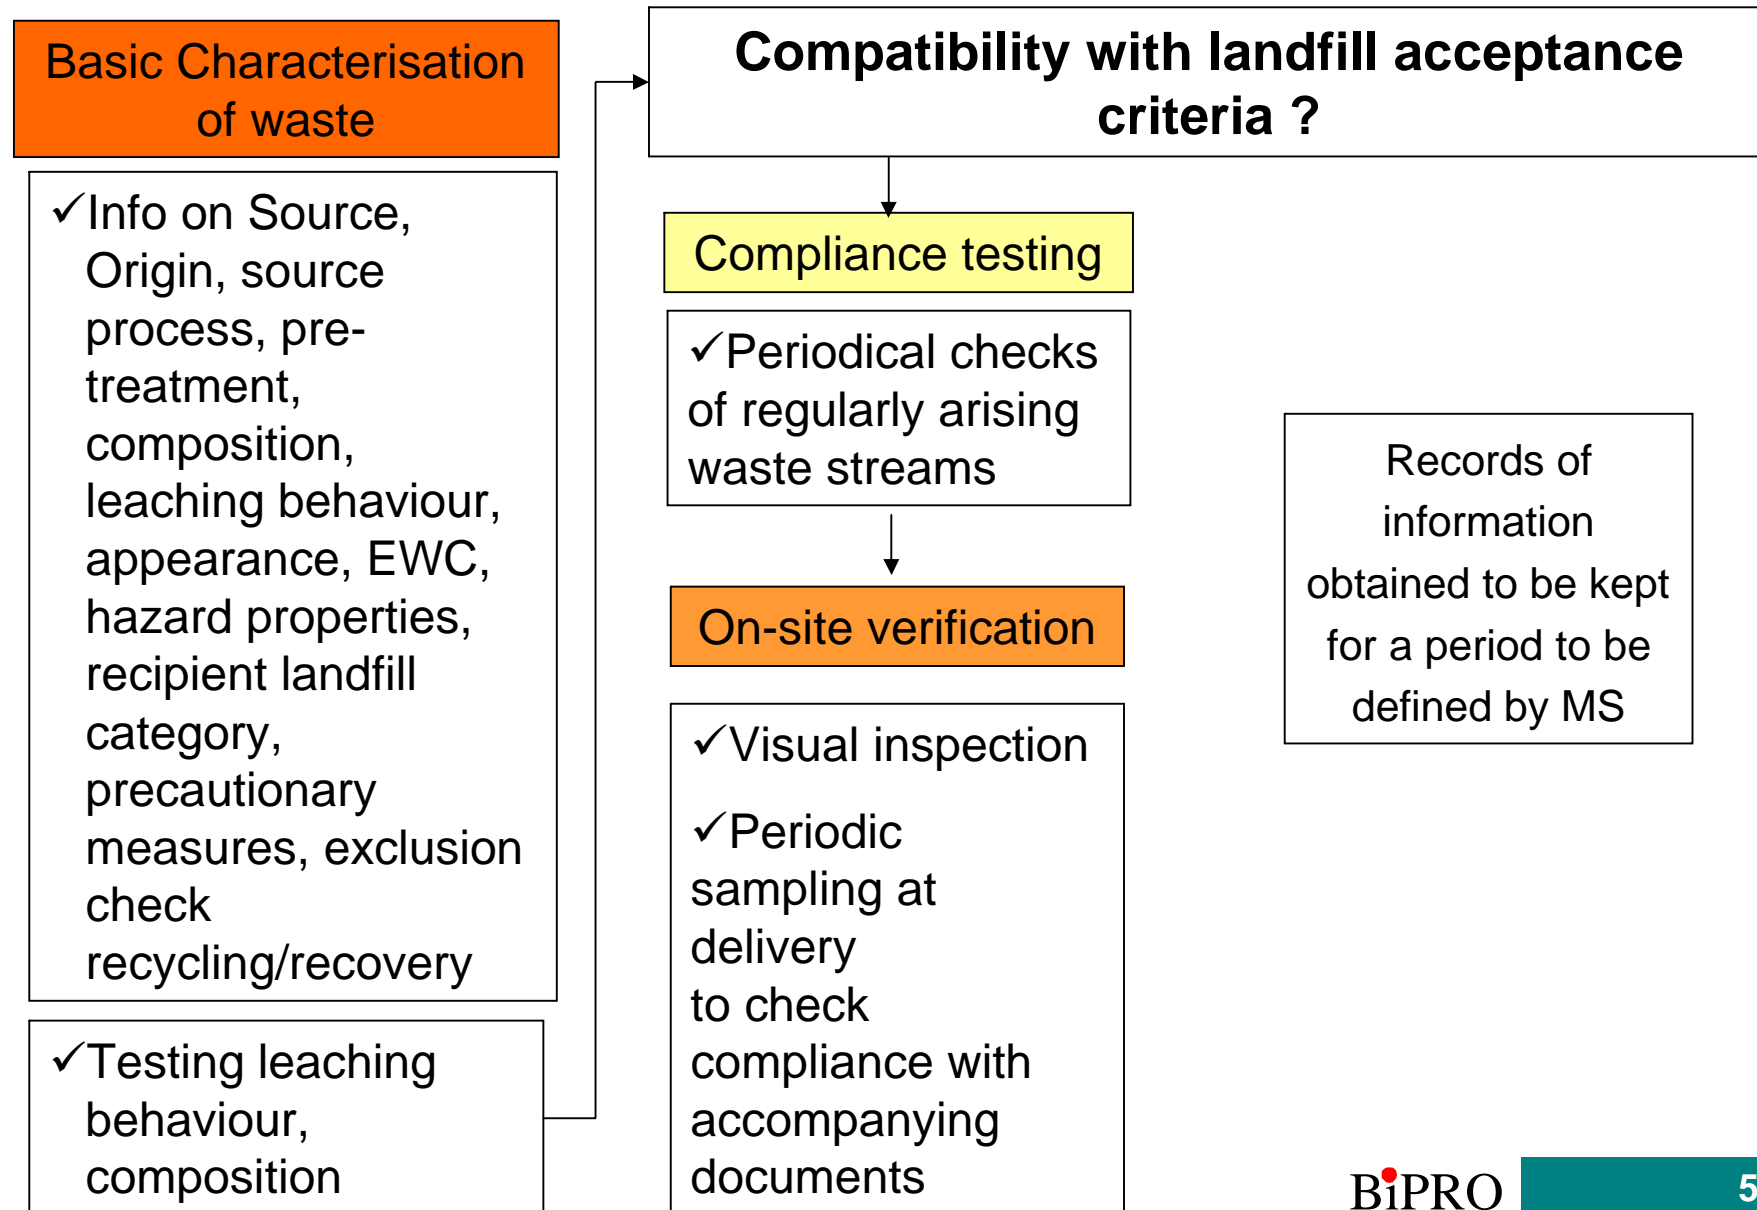 Basic Characterisation
of waste
✓Info on Source,
Origin, source
process, pre-
treatment,
composition,
leaching behaviour,
appearance, EWC,
hazard properties,
recipient landfill
category,
precautionary
measures, exclusion
check
recycling/recovery
✓Testing leaching
behaviour,
composition
Compatibility with landfill acceptance
criteria ?
Compliance testing
✓Periodical checks
of regularly arising
waste streams
On-site verification
✓Visual inspection
✓Periodic
sampling at
delivery
to check
compliance with
accompanying
documents
Records of
information
obtained to be kept
for a period to be
defined by MS
BiPRO
5